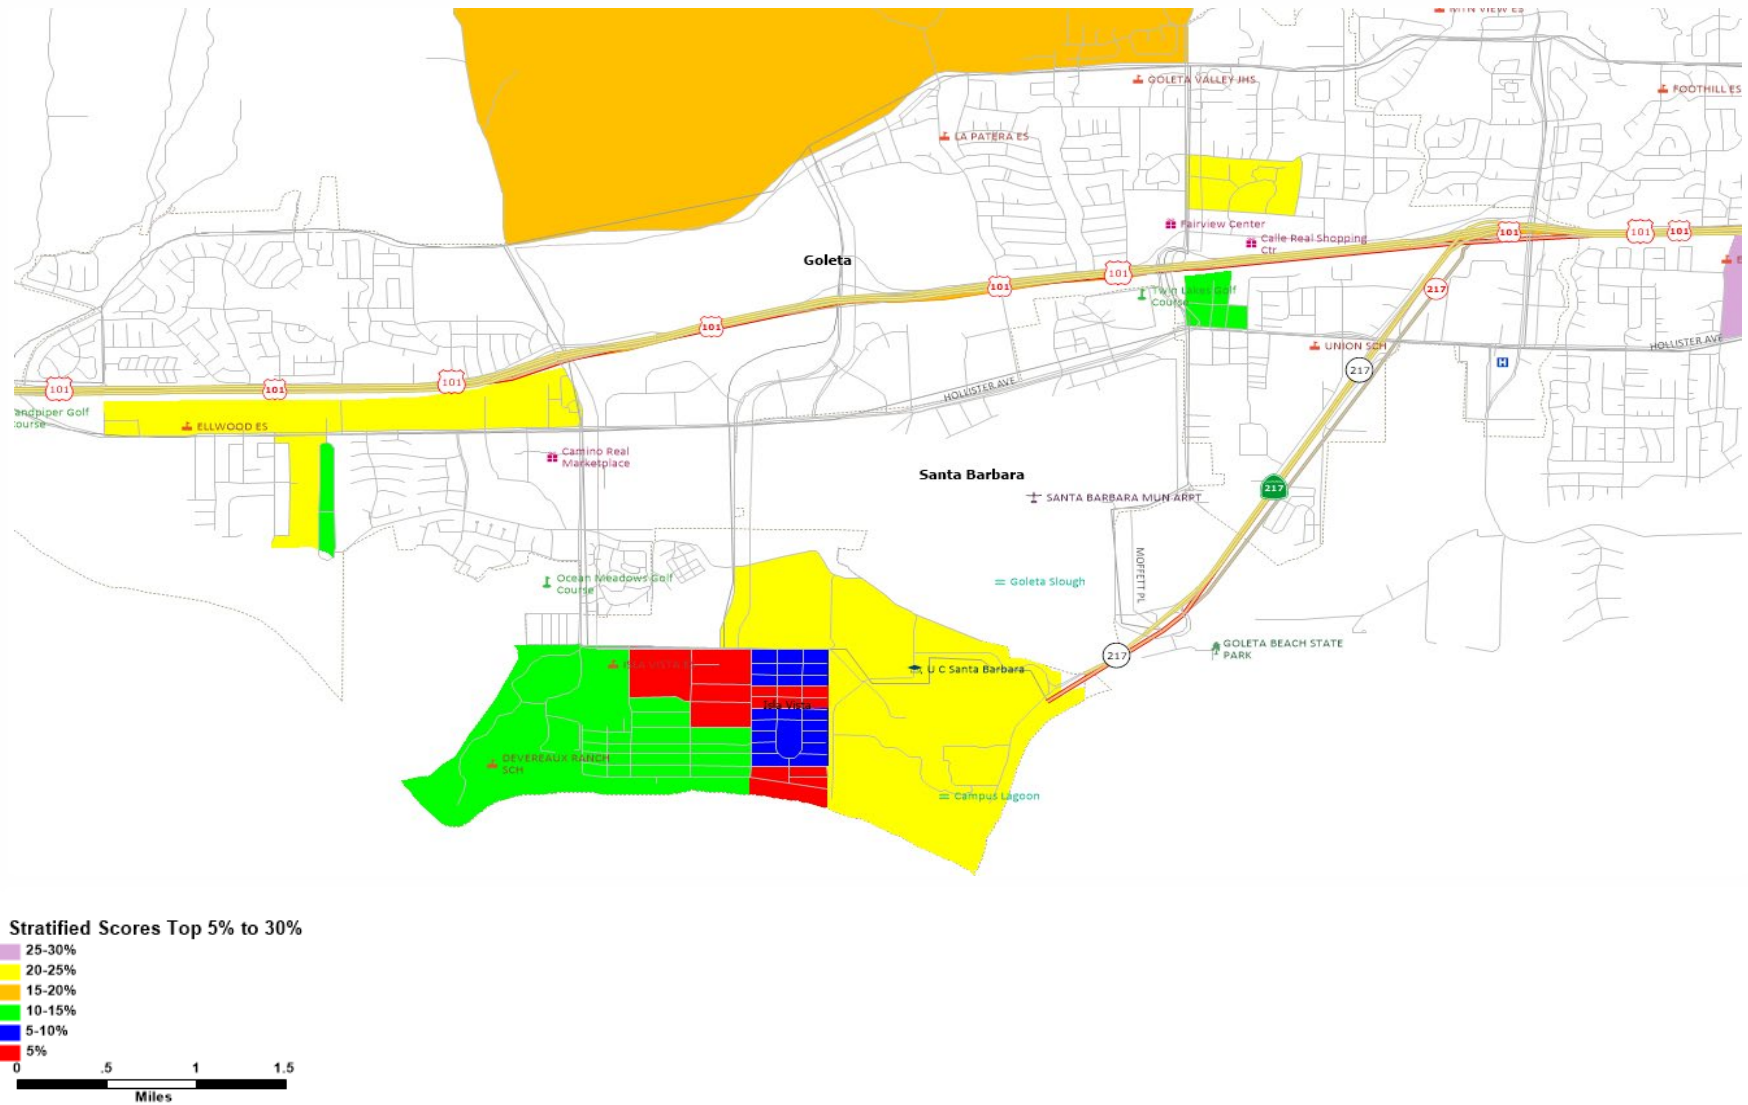 MTN VIEW ES
GOLETA VALLEY JHS
FOOTHILL ES
LA PATERA ES
Fairview Center
Calle Real Shopping
Ctr
101
101
101
Goleta
101
101
Twin Lakes Golf
Course
217
101
UNION SCH
HOLLISTER AVE
217
101
101
101
HOLLISTER AVE
andpiper Golf
ourse
ELLWOOD ES
Camino Real
Marketplace
Santa Barbara
217
SANTA BARBARA MUN ARPT
MOFFETT PL
Ocean Meadows Golf
Course
Goleta Slough
GOLETA BEACH STATE
PARK
217
ISLA VISTA E
U C Santa Barbara
Isla Vista
DEVEREAUX RANCH
SCH
Campus Lagoon
Stratified Scores Top 5% to 30%
25-30%
20-25%
15-20%
10-15%
5-10%
5%
0 .5 1 1.5
Miles